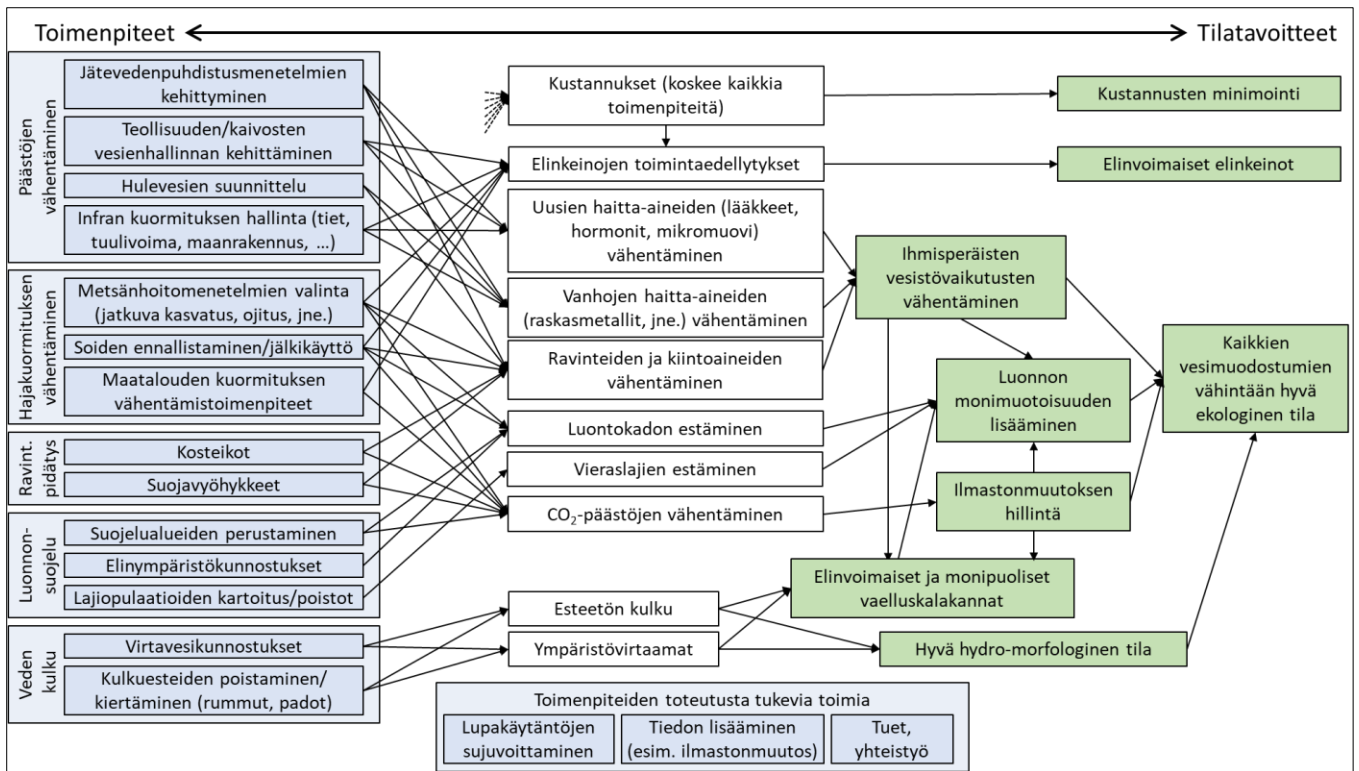 Toimenpiteet
Tilatavoitteet
Päästöjen
vähentäminen
Jätevedenpuhdistusmenetelmien
kehittyminen
Teollisuuden/kaivosten
vesienhallinnan kehittäminen
Hulevesien suunnittelu
Infran kuormituksen hallinta (tiet,
tuulivoima, maanrakennus, ...)
Hajakuormituksen
vähentäminen
Metsänhoitomenetelmien valinta
(jatkuva kasvatus, ojitus, jne.)
Soiden ennallistaminen/jälkikäyttö
Maatalouden kuormituksen
vähentämistoimenpiteet
Ravint.
pidätys
Kosteikot
Suojavyöhykkeet
Luonnon-
suojelu
Suojelualueiden perustaminen
Elinympäristökunnostukset
Lajiopulaatioiden kartoitus/poistot
Veden
kulku
Virtavesikunnostukset
Kulkuesteiden poistaminen/
kiertäminen (rummut, padot)
Kustannukset (koskee kaikkia
toimenpiteitä)
Elinkeinojen toimintaedellytykset
Uusien haitta-aineiden (lääkkeet,
hormonit, mikromuovi)
vähentäminen
Vanhojen haitta-aineiden
(raskasmetallit, jne.) vähentäminen
Ravinteiden ja kiintoaineiden
vähentäminen
Luontokadon estäminen
Vieraslajien estäminen
CO₂-päästöjen vähentäminen
Esteetön kulku
Ympäristövirtaamat
Kustannusten minimointi
Elinvoimaiset elinkeinot
Ihmisperäisten
vesistövaikutusten
vähentäminen
Luonnon
monimuotoisuuden
lisääminen
Ilmastonmuutoksen
hillintä
Elinvoimaiset ja monipuoliset
vaelluskalakannat
Hyvä hydro-morfologinen tila
Kaikkien
vesimuodostumien
vähintään hyvä
ekologinen tila
Toimenpiteiden toteutusta tukevia toimia
Lupakäytäntöjen
sujuvoittaminen
Tiedon lisääminen
(esim. ilmastonmuutos)
Tuet,
yhteistyö